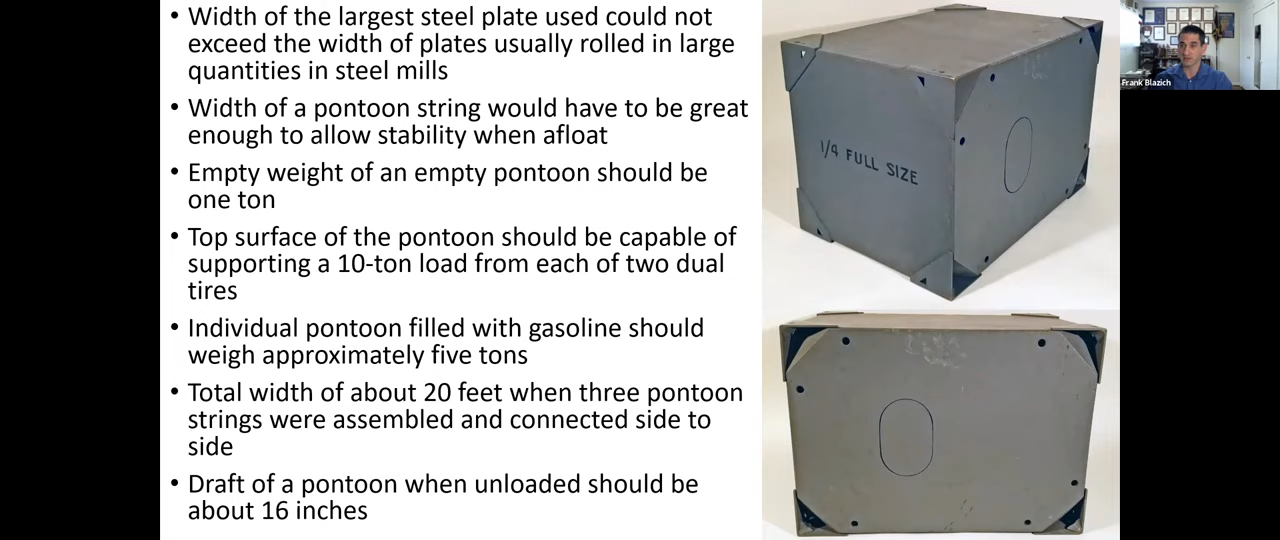 • Width of the largest steel plate used could not
exceed the width of plates usually rolled in large
quantities in steel mills
• Width of a pontoon string would have to be great
enough to allow stability when afloat
• Empty weight of an empty pontoon should be
one ton
• Top surface of the pontoon should be capable of
supporting a 10-ton load from each of two dual
tires
• Individual pontoon filled with gasoline should
weigh approximately five tons
• Total width of about 20 feet when three pontoon
strings were assembled and connected side to
side
• Draft of a pontoon when unloaded should be
about 16 inches
1/4 FULL SIZE
Frank Blazich